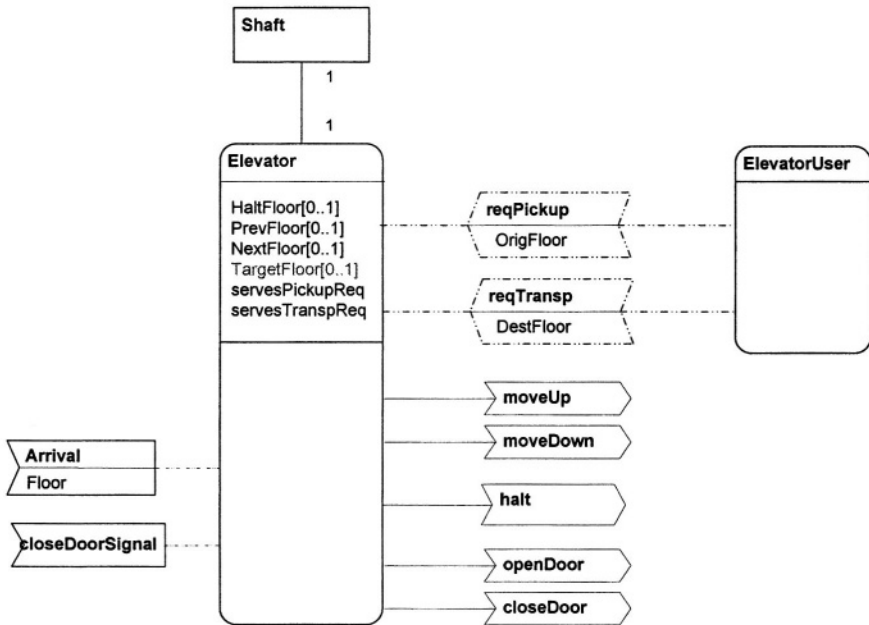 Shaft
1
1
Elevator
HaltFloor[0..1]
PrevFloor[0..1]
NextFloor[0..1]
TargetFloor[0..1]
servesPickupReq
servesTranspReq
reqPickup
OrigFloor
reqTransp
DestFloor
ElevatorUser
moveUp
moveDown
halt
openDoor
closeDoor
Arrival
Floor
closeDoorSignal